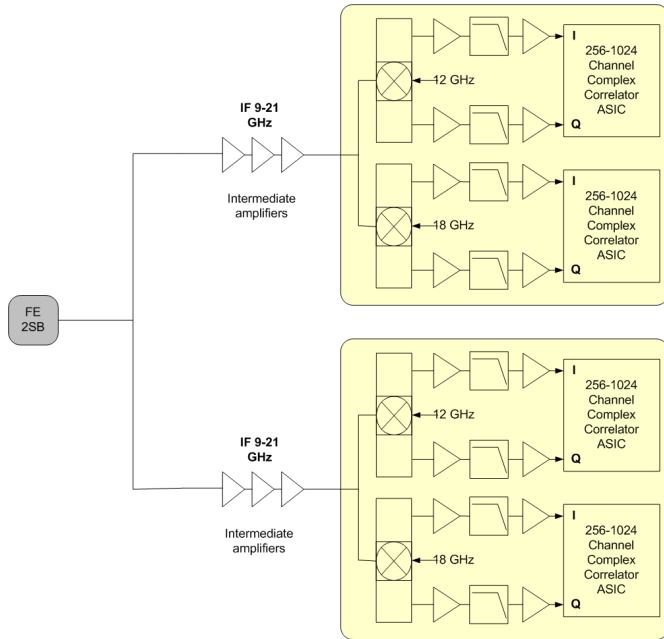 FE
2SB
IF 9-21
GHz
Intermediate
amplifiers
12 GHz
I
256-1024
Channel
Complex
Correlator
ASIC
Q
18 GHz
I
256-1024
Channel
Complex
Correlator
ASIC
Q
IF 9-21
GHz
Intermediate
amplifiers
12 GHz
I
256-1024
Channel
Complex
Correlator
ASIC
Q
18 GHz
I
256-1024
Channel
Complex
Correlator
ASIC
Q